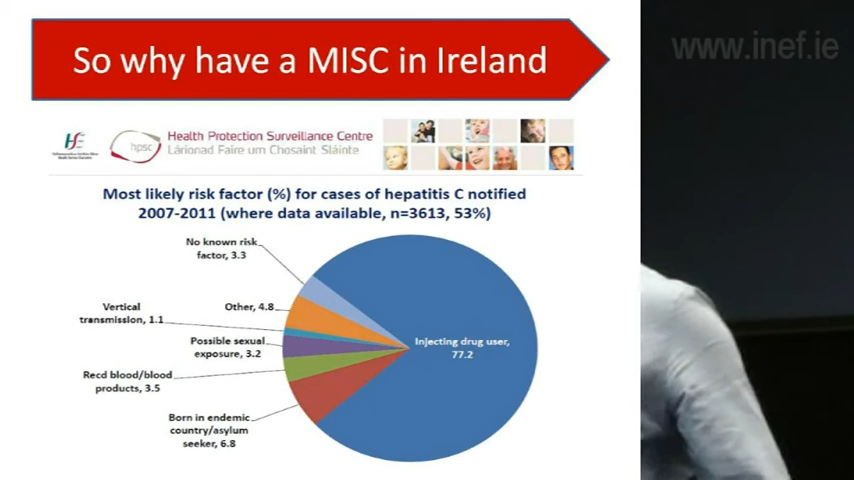 So why have a MISC in Ireland
www.inef.ie
hpsc
Health Protection Surveillance Centre
Lárionad Faire um Chosaint Sláinte
Most likely risk factor (%) for cases of hepatitis C notified
2007-2011 (where data available, n=3613, 53%)
No known risk
factor, 3.3
Other, 4.8
Vertical
transmission, 1.1
Possible sexual
exposure, 3.2
Recd blood/blood
products, 3.5
Born in endemic
country/asylum
seeker, 6.8
Injecting drug user,
77.2